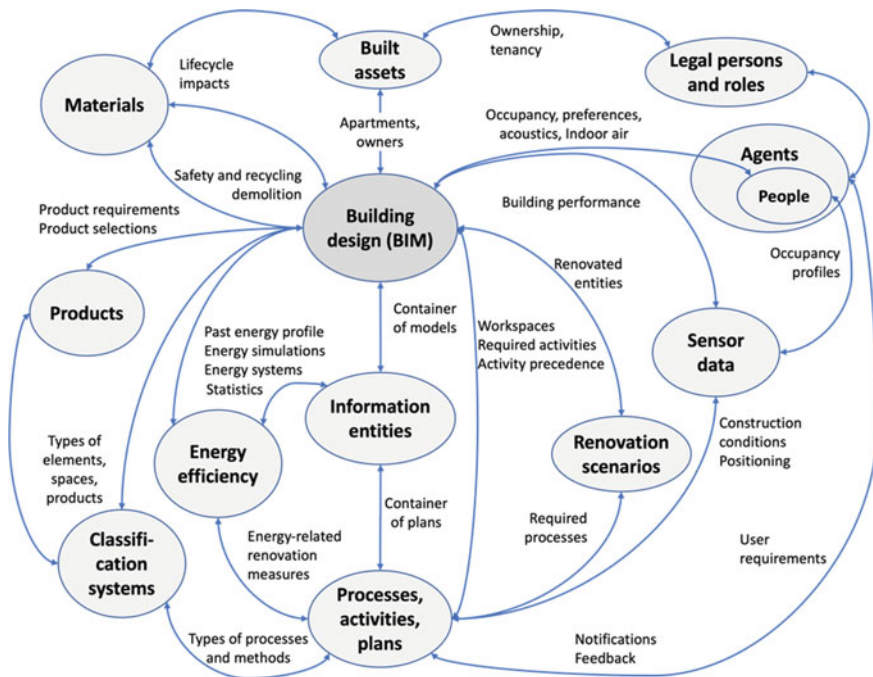 Built
assets
Ownership,
tenancy
Legal persons
and roles
Lifecycle
impacts
Materials
Apartments,
owners
Occupancy, preferences,
acoustics, Indoor air
Agents
People
Safety and recycling
demolition
Product requirements
Product selections
Building
design (BIM)
Building performance
Occupancy
profiles
Renovated
entities
Products
Container
of models
Past energy profile
Energy simulations
Energy systems
Statistics
Workspaces
Required activities
Activity precedence
Sensor
data
Information
entities
Energy
efficiency
Renovation
scenarios
Construction
conditions
Positioning
Types of
elements,
spaces,
products
Container
of plans
Required
processes
Energy-related
renovation
measures
User
requirements
Classifi-
cation
systems
Processes,
activities,
plans
Types of processes
and methods
Notifications
Feedback